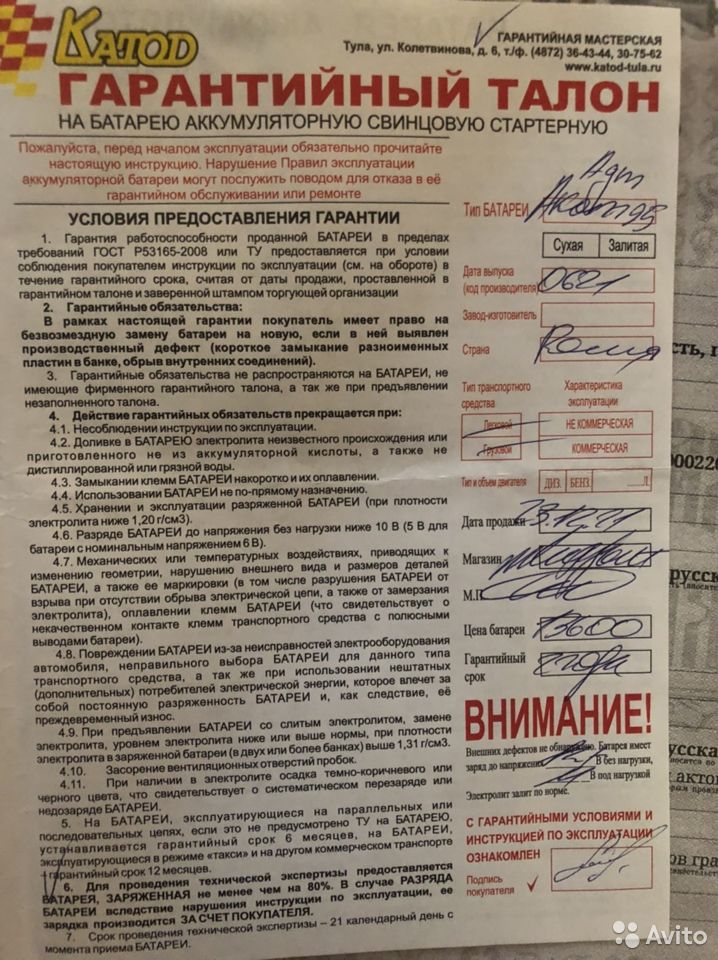 KATOD
ГАРАНТИЙНАЯ МАСТЕРСКАЯ
Тула, ул. Колетвинова, д. 6, т./ф. (4872) 36-43-44, 30-75-62
www.katod-tula.ru
ГАРАНТИЙНЫЙ ТАЛОН
НА БАТАРЕЮ АККУМУЛЯТОРНУЮ СВИНЦОВУЮ СТАРТЕРНУЮ
Пожалуйста, перед началом эксплуатации обязательно прочитайте
настоящую инструкцию. Нарушение Правил эксплуатации
аккумуляторной батареи могут послужить поводом для отказа в её
гарантийном обслуживании или ремонте
УСЛОВИЯ ПРЕДОСТАВЛЕНИЯ ГАРАНТИИ
1. Гарантия работоспособности проданной БАТАРЕИ в пределах
требований ГОСТ Р53165-2008 или ТУ предоставляется при условии
соблюдения покупателем инструкции по эксплуатации (см. на обороте) в
течение гарантийного срока, считая от даты продажи, проставленной в
гарантийном талоне и заверенной штампом торгующей организации
2. Гарантийные обязательства:
В рамках настоящей гарантии покупатель имеет право на
безвозмездную замену батареи на новую, если в ней выявлен
производственный дефект (короткое замыкание разноименных
пластин в банке, обрыв внутренних соединений).
3. Гарантийные обязательства не распространяются на БАТАРЕИ, не
имеющие фирменного гарантийного талона, а так же при предъявлении
незаполненного талона.
4. Действие гарантийных обязательств прекращается при:
4.1. Несоблюдении инструкции по эксплуатации.
4.2. Доливке в БАТАРЕЮ электролита неизвестного происхождения или
приготовленного не из аккумуляторной кислоты, а также не
дистиллированной или грязной воды.
4.3. Замыкании клемм БАТАРЕИ накоротко и их оплавлении.
4.4. Использовании БАТАРЕИ не по-прямому назначению.
4.5. Хранении и эксплуатации разряженной БАТАРЕИ (при плотности
электролита ниже 1,20 г/см3).
4.6. Разряде БАТАРЕИ до напряжения без нагрузки ниже 10 В (5 В для
батареи с номинальным напряжением 6 В).
4.7. Механических или температурных воздействиях, приводящих к
изменению геометрии, нарушению внешнего вида и размеров деталей
БАТАРЕИ, а также ее маркировки (в том числе разрушения БАТАРЕИ от
взрыва при отсутствии обрыва электрической цепи, а также от замерзания
электролита), оплавлении клемм БАТАРЕИ (что свидетельствует о
некачественном контакте клемм транспортного средства с полюсными
выводами батареи).
4.8. Повреждении БАТАРЕИ из-за неисправностей электрооборудования
автомобиля, неправильного выбора БАТАРЕИ для данного типа
транспортного средства, а так же при использовании нештатных
(дополнительных) потребителей электрической энергии, которое влечет за
собой постоянную разряженность БАТАРЕИ и, как следствие, её
преждевременный износ.
4.9. При предъявлении БАТАРЕИ со слитым электролитом, замене
электролита, уровнем электролита ниже или выше нормы, при плотности
электролита в заряженной батареи (в двух или более банках) выше 1,31 г/см3.
4.10. Засорение вентиляционных отверстий пробок.
4.11. При наличии в электролите осадка темно-коричневого или
черного цвета, что свидетельствует о систематическом перезаряде или
недозаряде БАТАРЕИ.
5. На БАТАРЕИ, эксплуатирующиеся на параллельных или
последовательных цепях, если это не предусмотрено ТУ на БАТАРЕЮ,
устанавливается гарантийный срок 6 месяцев, на БАТАРЕИ,
эксплуатирующиеся в режиме «такси» и на другом коммерческом транспорте
гарантийный срок 12 месяцев.
6. Для проведения технической экспертизы предоставляется
БАТАРЕЯ, ЗАРЯЖЕННАЯ не менее чем на 80%. В случае РАЗРЯДА
БАТАРЕИ вследствие нарушения инструкции по эксплуатации, ее
зарядка производится ЗА СЧЕТ ПОКУПАТЕЛЯ.
7. Срок проведения технической экспертизы – 21 календарный день с
момента приема БАТАРЕИ.
Тип БАТАРЕИ
Сухая Залитая
Дата выпуска
(код производителя) 0621
Завод-изготовитель
Страна
Тип транспортного средства
Характеристика эксплуатации
Легковой НЕ КОММЕРЧЕСКАЯ
Грузовой КОММЕРЧЕСКАЯ
Тип и объем двигателя ДИЗ. БЕНЗ. Л.
Дата продажи 23.12.21
Магазин
М.П.
Цена батареи 13600
Гарантийный
срок 2 года
ВНИМАНИЕ!
Внешних дефектов не обнаружено. Батарея имеет
заряд до напряжения В без нагрузки,
В под нагрузкой
Электролит залит по норме.
С ГАРАНТИЙНЫМИ УСЛОВИЯМИ И
ИНСТРУКЦИЕЙ ПО ЭКСПЛУАТАЦИИ
ОЗНАКОМЛЕН
Подпись
покупателя
Avito